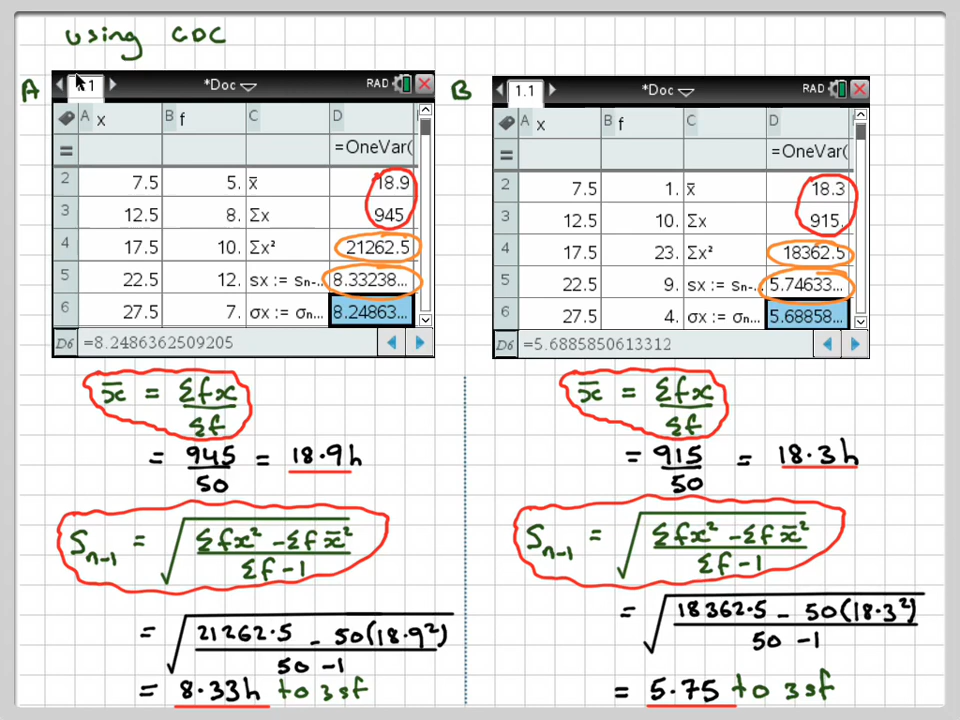 using GDC
A
1.1 *Doc RAD
A x B f C D
= =OneVar(
2 7.5 5. x̄ 18.9
3 12.5 8. Σx 945.
4 17.5 10. Σx² 21262.5
5 22.5 12. sx := sn-... 8.33238...
6 27.5 7. σx := σn... 8.24863...
D6 =8.2486362509205
x̄ = Σfx / Σf
= 945 / 50 = 18.9h
Sn-1 = √((Σfx² - Σf x̄²) / (Σf - 1))
= √((21262.5 - 50(18.9²)) / (50 - 1))
= 8.33h to 3sf
B
1.1 *Doc RAD
A x B f C D
= =OneVar(
2 7.5 1. x̄ 18.3
3 12.5 10. Σx 915.
4 17.5 23. Σx² 18362.5
5 22.5 9. sx := sn-... 5.74633...
6 27.5 4. σx := σn... 5.68858...
D6 =5.6885850613312
x̄ = Σfx / Σf
= 915 / 50 = 18.3h
Sn-1 = √((Σfx² - Σf x̄²) / (Σf - 1))
= √((18362.5 - 50(18.3²)) / (50 - 1))
= 5.75 to 3sf